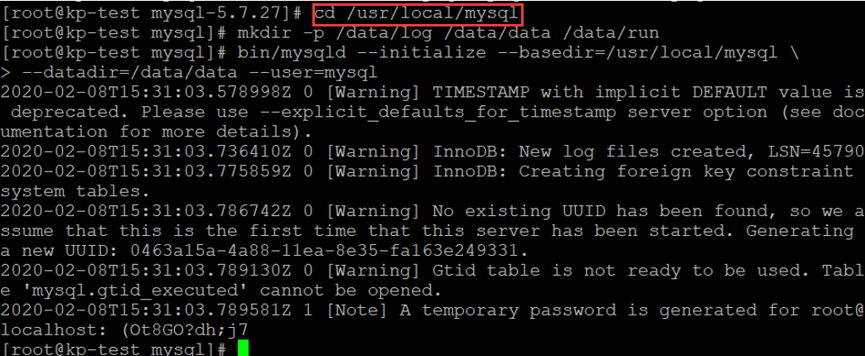 [root@kp-test mysql-5.7.27]# cd /usr/local/mysql
[root@kp-test mysql]# mkdir -p /data/log /data/data /data/run
[root@kp-test mysql]# bin/mysqld --initialize --basedir=/usr/local/mysql \
> --datadir=/data/data --user=mysql
2020-02-08T15:31:03.578998Z 0 [Warning] TIMESTAMP with implicit DEFAULT value is
 deprecated. Please use --explicit_defaults_for_timestamp server option (see doc
umentation for more details).
2020-02-08T15:31:03.736410Z 0 [Warning] InnoDB: New log files created, LSN=45790
2020-02-08T15:31:03.775859Z 0 [Warning] InnoDB: Creating foreign key constraint
system tables.
2020-02-08T15:31:03.786742Z 0 [Warning] No existing UUID has been found, so we a
ssume that this is the first time that this server has been started. Generating
a new UUID: 0463a15a-4a88-11ea-8e35-fa163e249331.
2020-02-08T15:31:03.789130Z 0 [Warning] Gtid table is not ready to be used. Tabl
e 'mysql.gtid_executed' cannot be opened.
2020-02-08T15:31:03.789581Z 1 [Note] A temporary password is generated for root@
localhost: (Ot8GO?dh;j7
[root@kp-test mysql]#